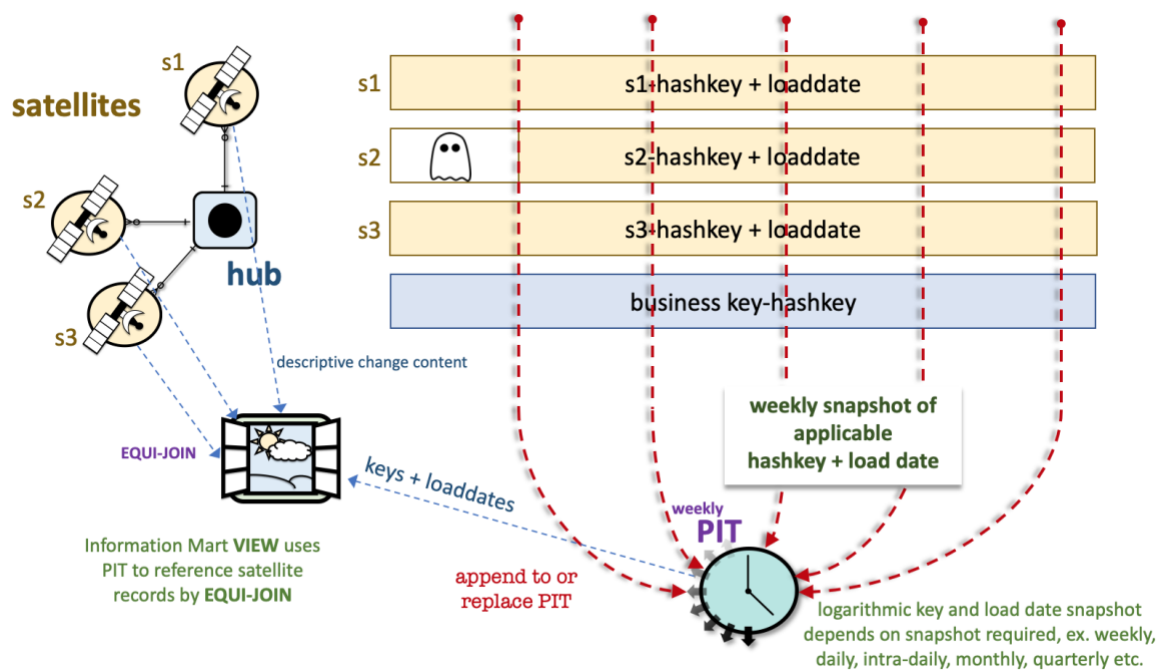 s1
satellites
s2
s3
hub
s1
s1-hashkey + loaddate
s2
s2-hashkey + loaddate
s3
s3-hashkey + loaddate
business key-hashkey
descriptive change content
EQUI-JOIN
keys + loaddates
weekly snapshot of
applicable
hashkey + load date
weekly
PIT
Information Mart VIEW uses
PIT to reference satellite
records by EQUI-JOIN
append to or
replace PIT
logarithmic key and load date snapshot
depends on snapshot required, ex. weekly,
daily, intra-daily, monthly, quarterly etc.